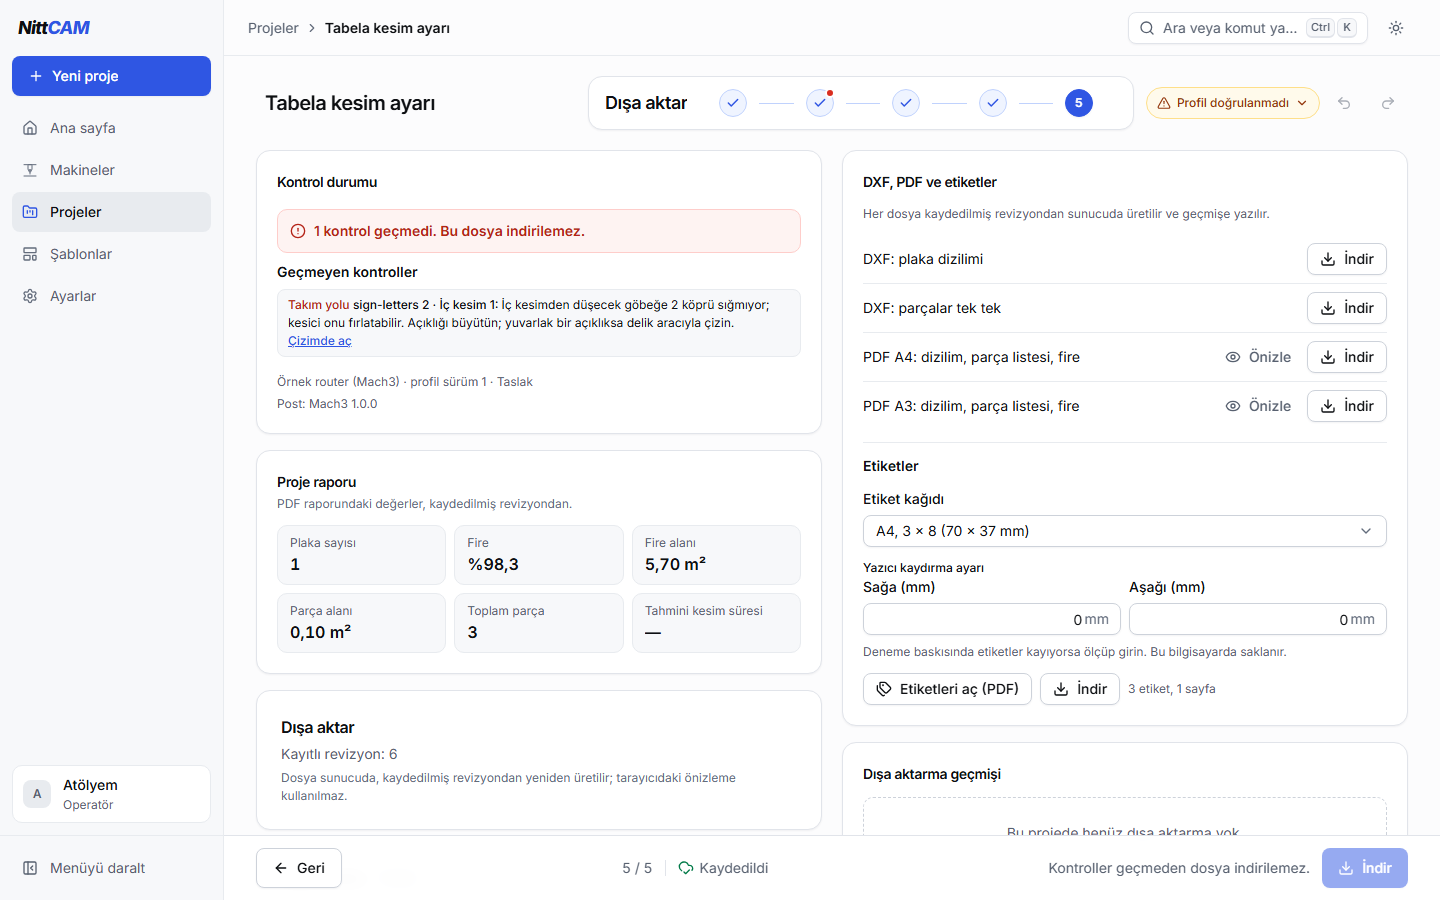 NittCAM
Yeni proje
Ana sayfa
Makineler
Projeler
Şablonlar
Ayarlar
A
Atölyem
Operatör
Menüyü daralt
Projeler > Tabela kesim ayarı
Ara veya komut ya... Ctrl K
Tabela kesim ayarı
Dışa aktar
5
Profil doğrulanmadı
Kontrol durumu
1 kontrol geçmedi. Bu dosya indirilemez.
Geçmeyen kontroller
Takım yolu sign-letters 2 · İç kesim 1: İç kesimden düşecek göbeğe 2 köprü sığmıyor;
kesici onu fırlatabilir. Açıklığı büyütün; yuvarlak bir açıklıksa delik aracıyla çizin.
Çizimde aç
Örnek router (Mach3) · profil sürüm 1 · Taslak
Post: Mach3 1.0.0
Proje raporu
PDF raporundaki değerler, kaydedilmiş revizyondan.
Plaka sayısı
1
Fire
%98,3
Fire alanı
5,70 m²
Parça alanı
0,10 m²
Toplam parça
3
Tahmini kesim süresi
—
Dışa aktar
Kayıtlı revizyon: 6
Dosya sunucuda, kaydedilmiş revizyondan yeniden üretilir; tarayıcıdaki önizleme
kullanılmaz.
DXF, PDF ve etiketler
Her dosya kaydedilmiş revizyondan sunucuda üretilir ve geçmişe yazılır.
DXF: plaka dizilimi İndir
DXF: parçalar tek tek İndir
PDF A4: dizilim, parça listesi, fire Önizle İndir
PDF A3: dizilim, parça listesi, fire Önizle İndir
Etiketler
Etiket kağıdı
A4, 3 × 8 (70 × 37 mm)
Yazıcı kaydırma ayarı
Sağa (mm) Aşağı (mm)
0 mm 0 mm
Deneme baskısında etiketler kayıyorsa ölçüp girin. Bu bilgisayarda saklanır.
Etiketleri aç (PDF) İndir 3 etiket, 1 sayfa
Dışa aktarma geçmişi
Bu projede henüz dışa aktarma yok
Geri
5 / 5 Kaydedildi
Kontroller geçmeden dosya indirilemez. İndir